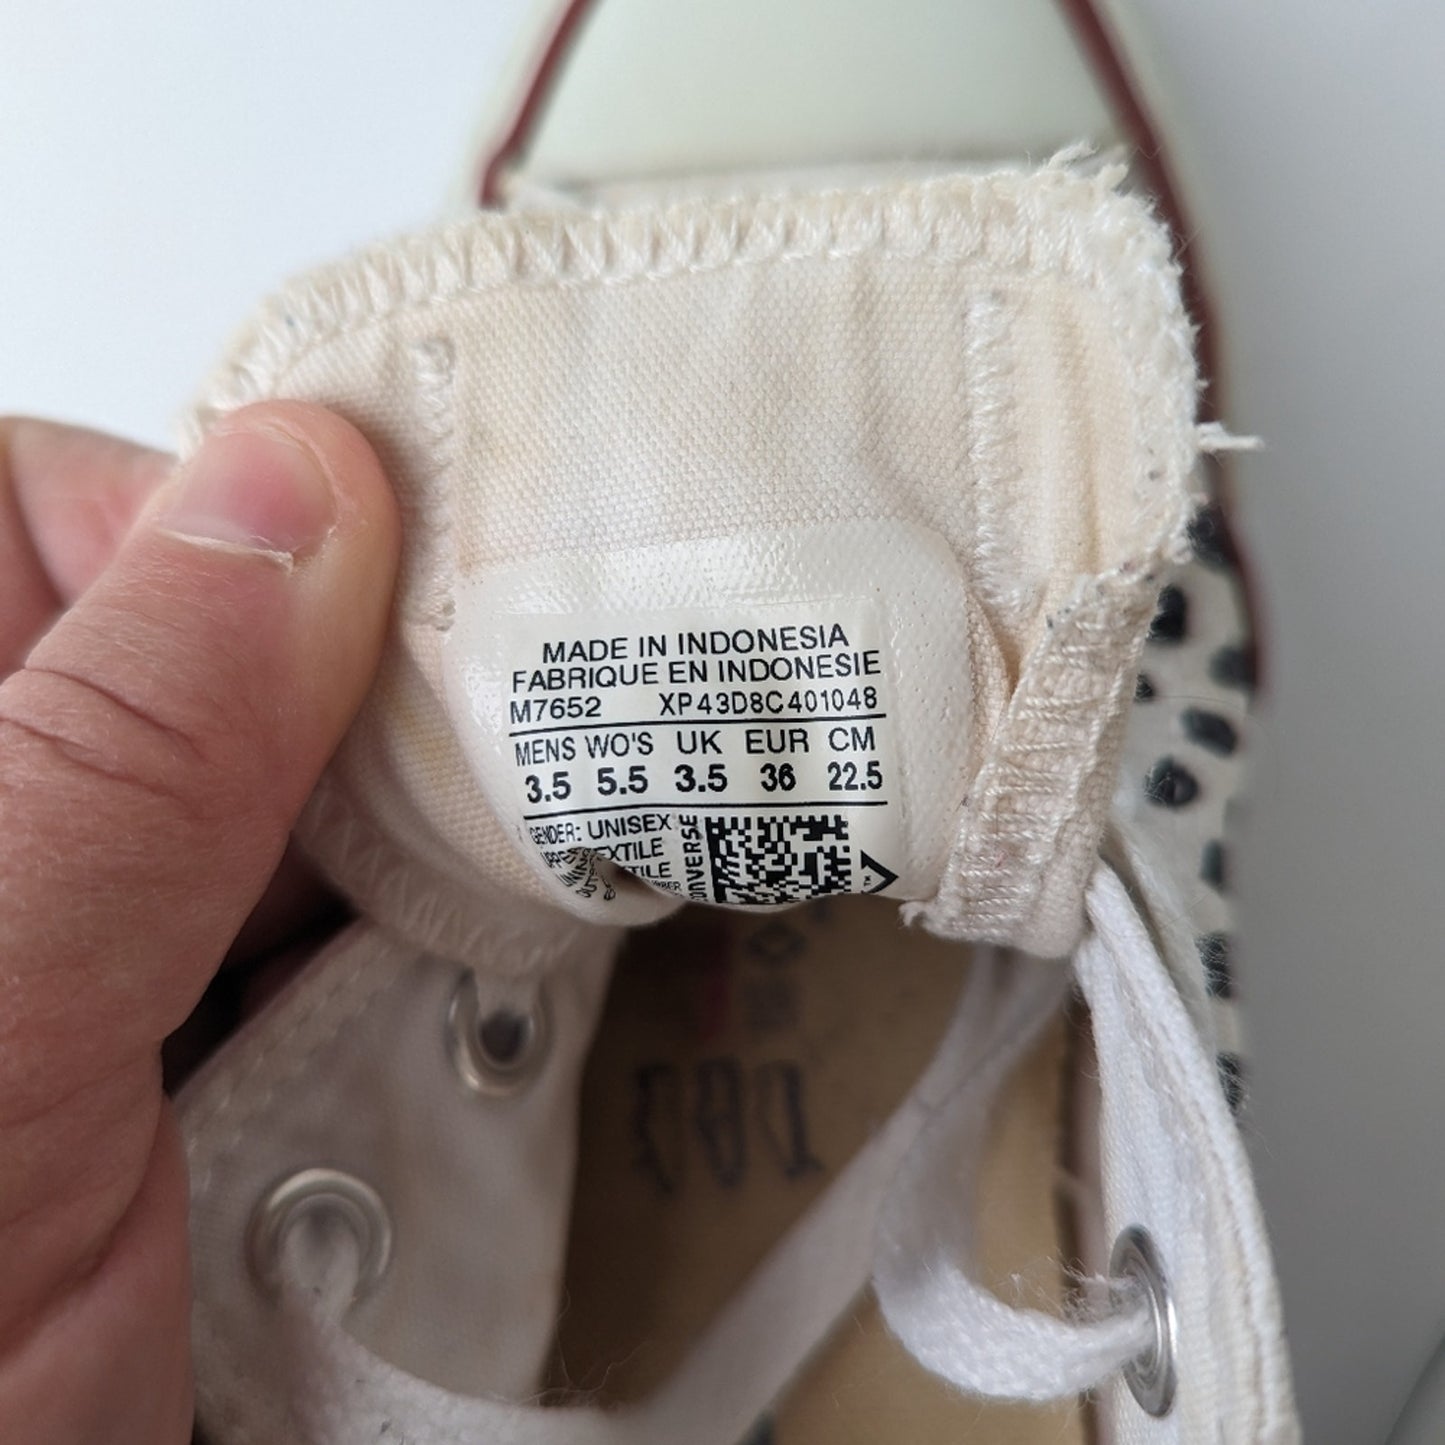 MADE IN INDONESIA
FABRIQUE EN INDONESIE
M7652 XP43D8C401048
MENS WO'S UK EUR CM
3.5 5.5 3.5 36 22.5
GENDER: UNISEX
CONVERSE